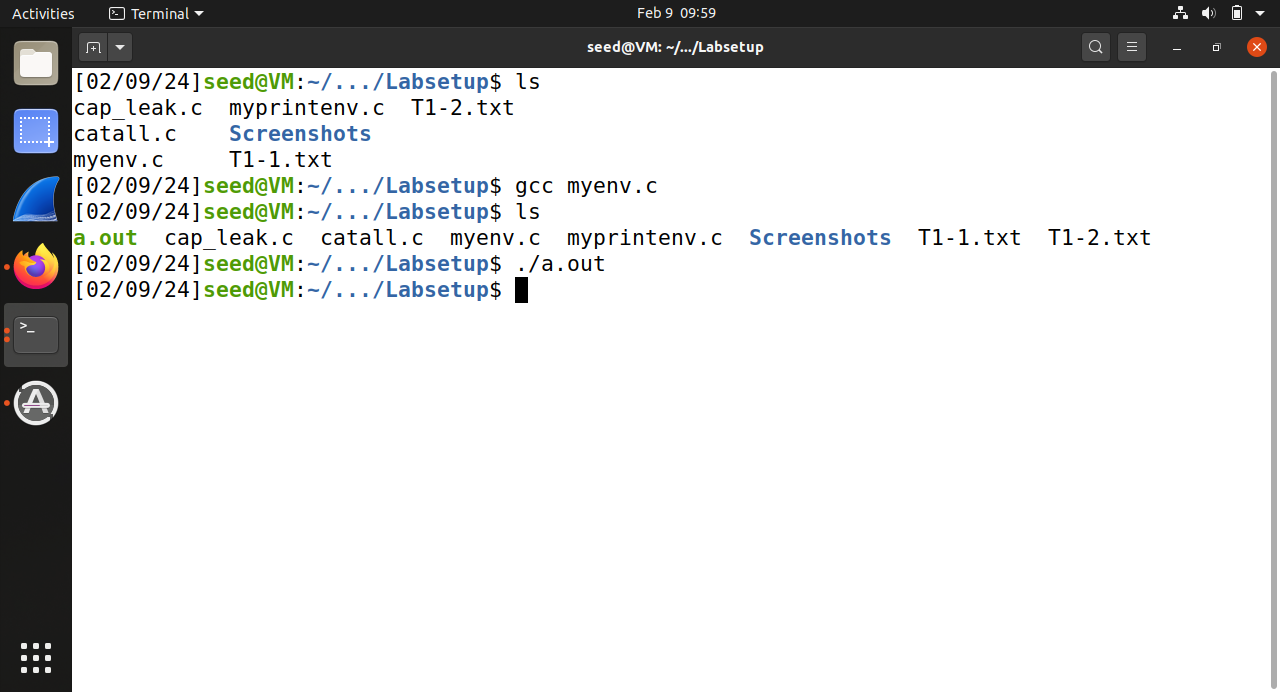 Activities Terminal Feb 9 09:59
seed@VM: ~/.../Labsetup
[02/09/24]seed@VM:~/.../Labsetup$ ls
cap_leak.c myprintenv.c T1-2.txt
catall.c Screenshots
myenv.c T1-1.txt
[02/09/24]seed@VM:~/.../Labsetup$ gcc myenv.c
[02/09/24]seed@VM:~/.../Labsetup$ ls
a.out cap_leak.c catall.c myenv.c myprintenv.c Screenshots T1-1.txt T1-2.txt
[02/09/24]seed@VM:~/.../Labsetup$ ./a.out
[02/09/24]seed@VM:~/.../Labsetup$